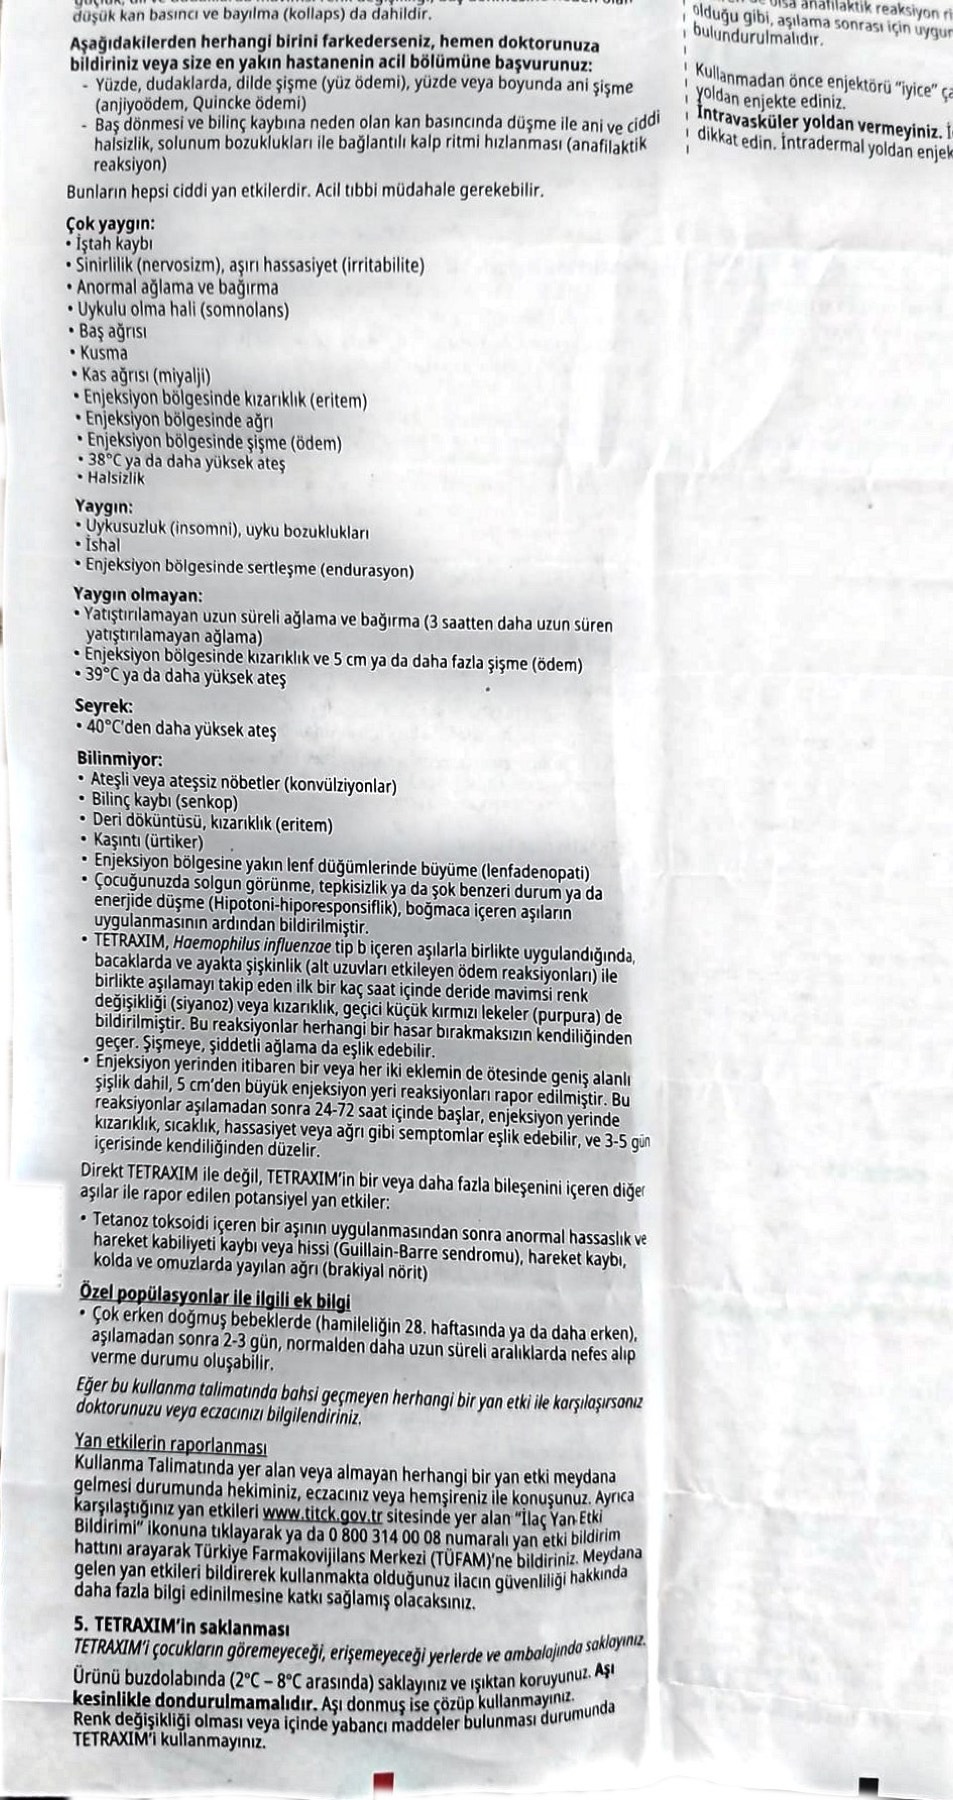 düşük kan basıncı ve bayılma (kollaps) da dahildir.
Aşağıdakilerden herhangi birini farkederseniz, hemen doktorunuza
bildiriniz veya size en yakın hastanenin acil bölümüne başvurunuz:
- Yüzde, dudaklarda, dilde şişme (yüz ödemi), yüzde veya boyunda ani şişme
(anjiyoödem, Quincke ödemi)
- Baş dönmesi ve bilinç kaybına neden olan kan basıncında düşme ile ani ve ciddi
halsizlik, solunum bozuklukları ile bağlantılı kalp ritmi hızlanması (anafilaktik
reaksiyon)
Bunların hepsi ciddi yan etkilerdir. Acil tıbbi müdahale gerekebilir.
Çok yaygın:
• İştah kaybı
• Sinirlilik (nervosizm), aşırı hassasiyet (irritabilite)
• Anormal ağlama ve bağırma
• Uykulu olma hali (somnolans)
• Baş ağrısı
• Kusma
• Kas ağrısı (miyalji)
• Enjeksiyon bölgesinde kızarıklık (eritem)
• Enjeksiyon bölgesinde ağrı
• Enjeksiyon bölgesinde şişme (ödem)
• 38°C ya da daha yüksek ateş
• Halsizlik
Yaygın:
• Uykusuzluk (insomni), uyku bozuklukları
• İshal
• Enjeksiyon bölgesinde sertleşme (endurasyon)
Yaygın olmayan:
• Yatıştırılamayan uzun süreli ağlama ve bağırma (3 saatten daha uzun süren
yatıştırılamayan ağlama)
• Enjeksiyon bölgesinde kızarıklık ve 5 cm ya da daha fazla şişme (ödem)
• 39°C ya da daha yüksek ateş
Seyrek:
• 40°C'den daha yüksek ateş
Bilinmiyor:
• Ateşli veya ateşsiz nöbetler (konvülziyonlar)
• Bilinç kaybı (senkop)
• Deri döküntüsü, kızarıklık (eritem)
• Kaşıntı (ürtiker)
• Enjeksiyon bölgesine yakın lenf düğümlerinde büyüme (lenfadenopati)
• Çocuğunuzda solgun görünme, tepkisizlik ya da şok benzeri durum ya da
enerjide düşme (Hipotoni-hiporesponsiflik), boğmaca içeren aşıların
uygulanmasının ardından bildirilmiştir.
• TETRAXIM, Haemophilus influenzae tip b içeren aşılarla birlikte uygulandığında,
bacaklarda ve ayakta şişkinlik (alt uzuvları etkileyen ödem reaksiyonları) ile
birlikte aşılamayı takip eden ilk bir kaç saat içinde deride mavimsi renk
değişikliği (siyanoz) veya kızarıklık, geçici küçük kırmızı lekeler (purpura) de
bildirilmiştir. Bu reaksiyonlar herhangi bir hasar bırakmaksızın kendiliğinden
geçer. Şişmeye, şiddetli ağlama da eşlik edebilir.
• Enjeksiyon yerinden itibaren bir veya her iki eklemin de ötesinde geniş alanlı
şişlik dahil, 5 cm'den büyük enjeksiyon yeri reaksiyonları rapor edilmiştir. Bu
reaksiyonlar aşılamadan sonra 24-72 saat içinde başlar, enjeksiyon yerinde
kızarıklık, sıcaklık, hassasiyet veya ağrı gibi semptomlar eşlik edebilir, ve 3-5 gün
içerisinde kendiliğinden düzelir.
Direkt TETRAXIM ile değil, TETRAXIM'in bir veya daha fazla bileşenini içeren diğer
aşılar ile rapor edilen potansiyel yan etkiler:
• Tetanoz toksoidi içeren bir aşının uygulanmasından sonra anormal hassaslık ve
hareket kabiliyeti kaybı veya hissi (Guillain-Barre sendromu), hareket kaybı,
kolda ve omuzlarda yayılan ağrı (brakiyal nörit)
Özel popülasyonlar ile ilgili ek bilgi
• Çok erken doğmuş bebeklerde (hamileliğin 28. haftasında ya da daha erken),
aşılamadan sonra 2-3 gün, normalden daha uzun süreli aralıklarda nefes alıp
verme durumu oluşabilir.
Eğer bu kullanma talimatında bahsi geçmeyen herhangi bir yan etki ile karşılaşırsanız
doktorunuzu veya eczacınızı bilgilendiriniz.
Yan etkilerin raporlanması
Kullanma Talimatında yer alan veya almayan herhangi bir yan etki meydana
gelmesi durumunda hekiminiz, eczacınız veya hemşireniz ile konuşunuz. Ayrıca
karşılaştığınız yan etkileri www.titck.gov.tr sitesinde yer alan "İlaç Yan Etki
Bildirimi" ikonuna tıklayarak ya da 0 800 314 00 08 numaralı yan etki bildirim
hattını arayarak Türkiye Farmakovijilans Merkezi (TÜFAM)'ne bildiriniz. Meydana
gelen yan etkileri bildirerek kullanmakta olduğunuz ilacın güvenliliği hakkında
daha fazla bilgi edinilmesine katkı sağlamış olacaksınız.
5. TETRAXIM'in saklanması
TETRAXIM'i çocukların göremeyeceği, erişemeyeceği yerlerde ve ambalajında saklayınız.
Ürünü buzdolabında (2°C – 8°C arasında) saklayınız ve ışıktan koruyunuz. Aşı
kesinlikle dondurulmamalıdır. Aşı donmuş ise çözüp kullanmayınız.
Renk değişikliği olması veya içinde yabancı maddeler bulunması durumunda
TETRAXIM'i kullanmayınız.
olsa anafilaktik reaksiyon
olduğu gibi, aşılama sonrası için
bulundurulmalıdır.
Kullanmadan önce enjektörü "iyice"
yoldan enjekte ediniz.
İntravasküler yoldan vermeyiniz.
dikkat edin. İntradermal yoldan